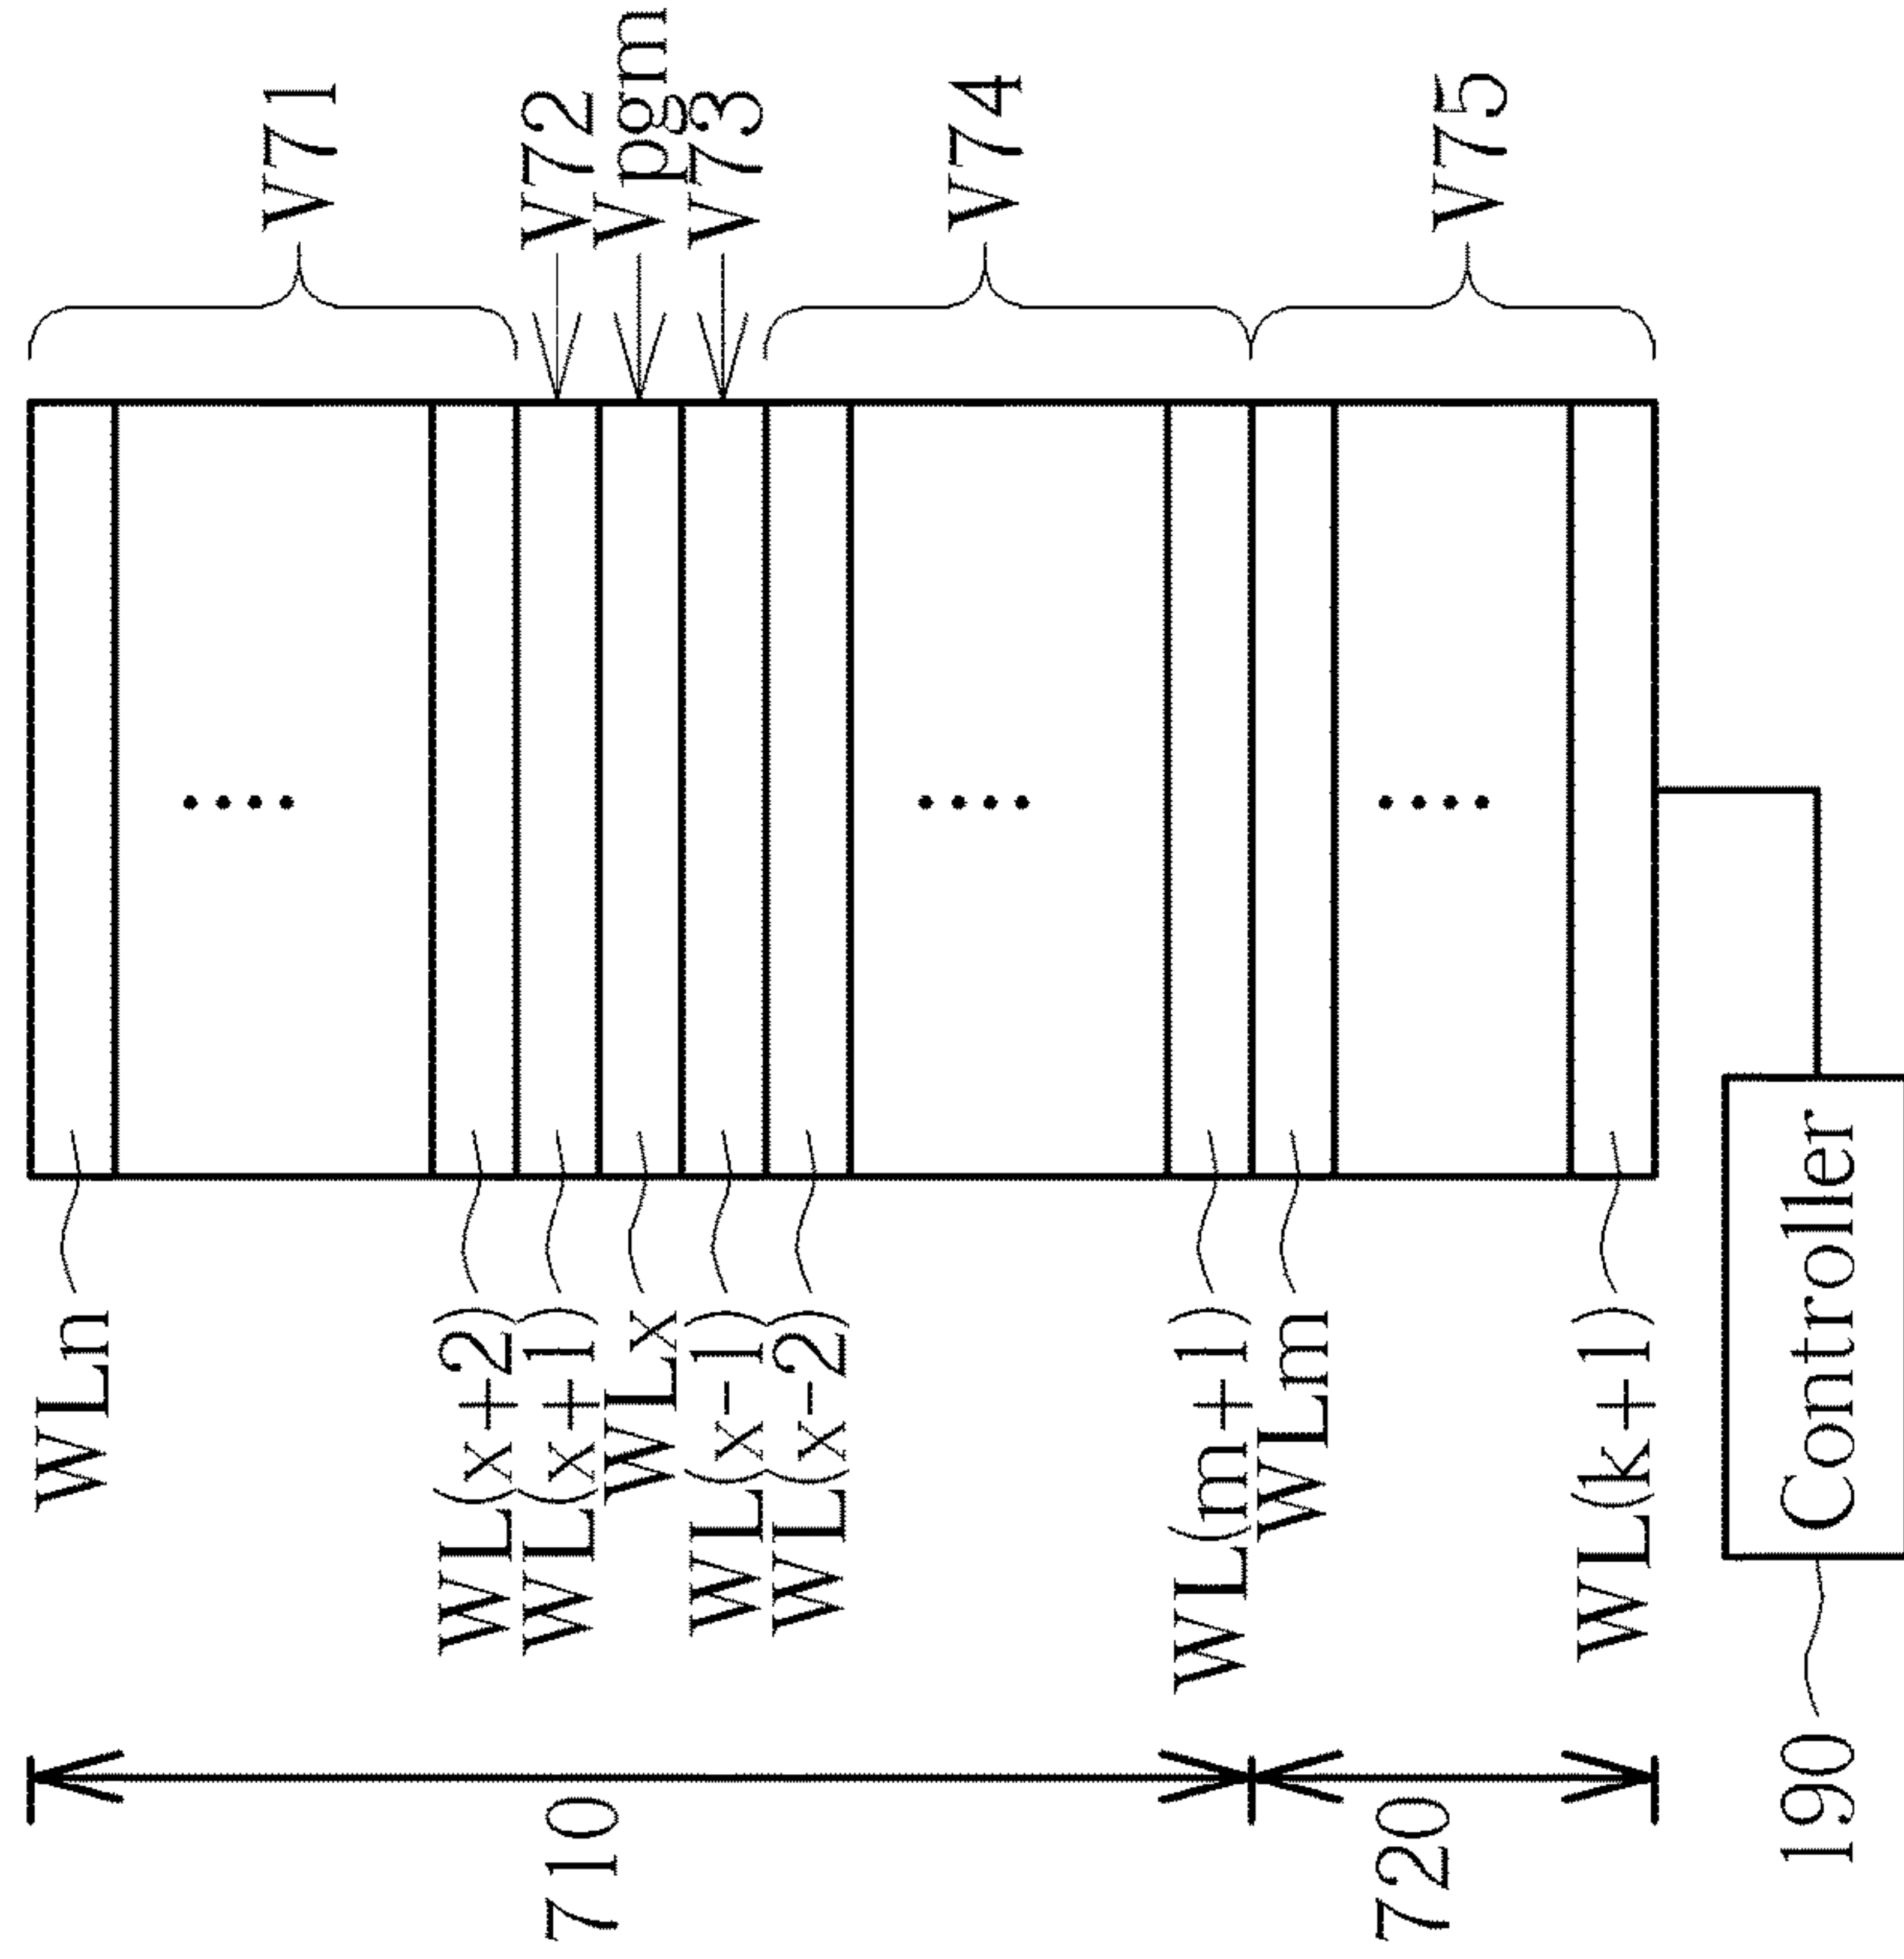 WLn
V71
WL(x+2)
WL(x+1)
V72
WLx
Vpgm
WL(x-1)
V73
WL(x-2)
710
V74
WL(m+1)
WLm
720
V75
WL(k+1)
Controller
190